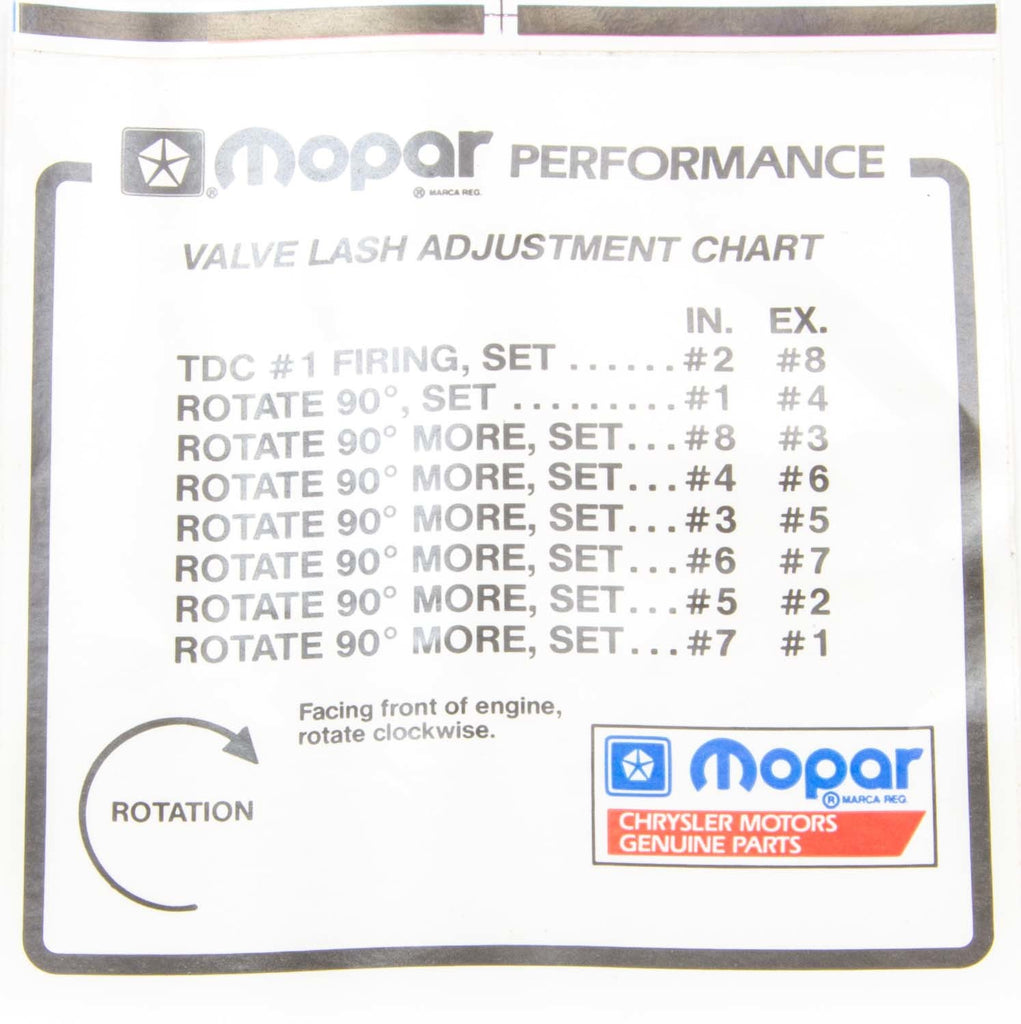 Mopar PERFORMANCE
® ® MARCA REG.
VALVE LASH ADJUSTMENT CHART
IN. EX.
TDC #1 FIRING, SET ...... #2 #8
ROTATE 90°, SET ......... #1 #4
ROTATE 90° MORE, SET... #8 #3
ROTATE 90° MORE, SET... #4 #6
ROTATE 90° MORE, SET... #3 #5
ROTATE 90° MORE, SET... #6 #7
ROTATE 90° MORE, SET... #5 #2
ROTATE 90° MORE, SET... #7 #1
Facing front of engine,
rotate clockwise.
ROTATION
Mopar
® MARCA REG.
CHRYSLER MOTORS
GENUINE PARTS